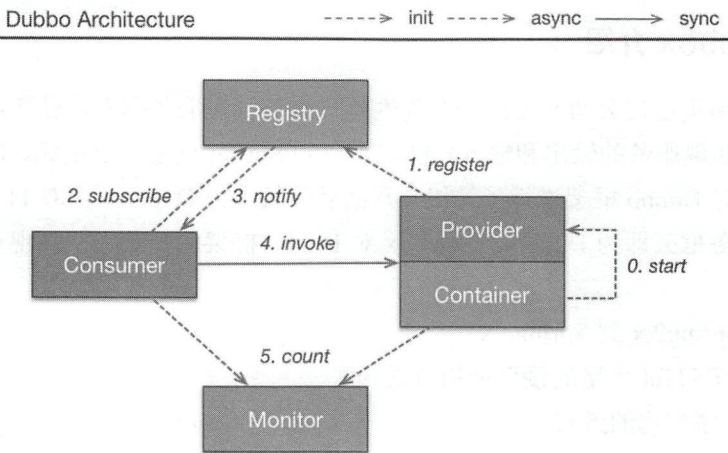 Dubbo Architecture
init
async
sync
Registry
1. register
2. subscribe
3. notify
Provider
4. invoke
Consumer
0. start
Container
5. count
Monitor